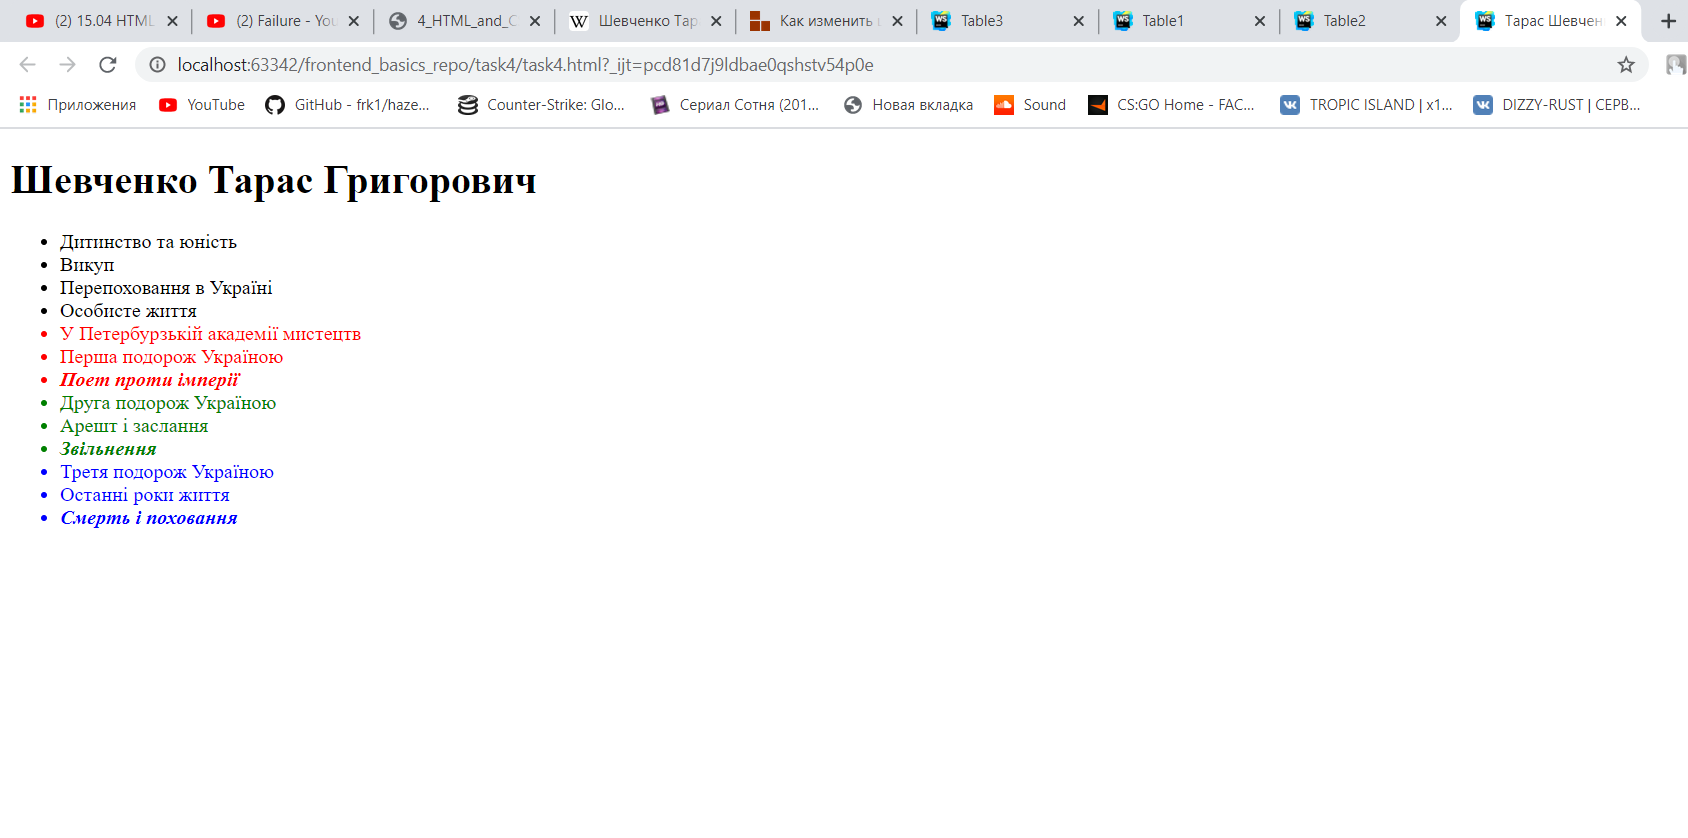 (2) 15.04 HTML
(2) Failure - You
4_HTML_and_C
Шевченко Тар
Как изменить
Table3
Table1
Table2
Тарас Шевчен
localhost:63342/frontend_basics_repo/task4/task4.html?_ijt=pcd81d7j9ldbae0qshstv54p0e
Приложения
YouTube
GitHub - frk1/haze...
Counter-Strike: Glo...
Сериал Сотня (201...
Новая вкладка
Sound
CS:GO Home - FAC...
TROPIC ISLAND | x1...
DIZZY-RUST | СЕРВ...
Шевченко Тарас Григорович
Дитинство та юність
Викуп
Перепоховання в Україні
Особисте життя
У Петербурзькій академії мистецтв
Перша подорож Україною
Поет проти імперії
Друга подорож Україною
Арешт і заслання
Звільнення
Третя подорож Україною
Останні роки життя
Смерть і поховання